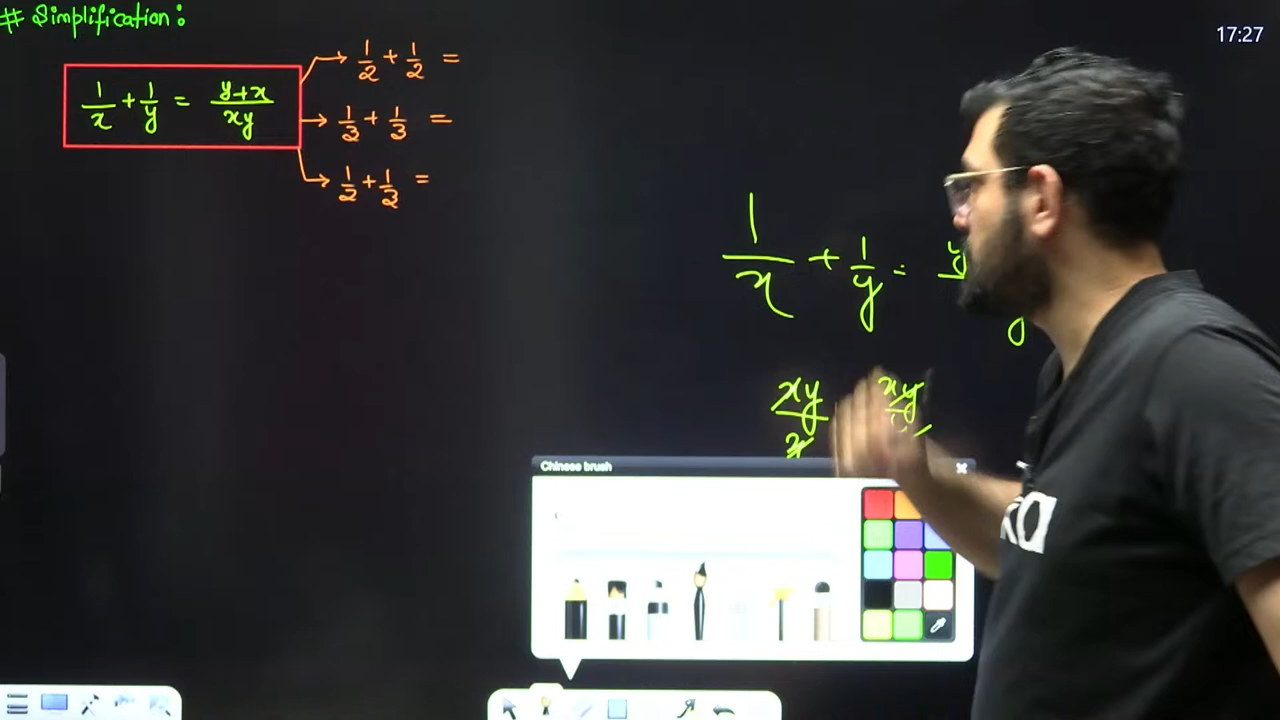 # Simplification:
17:27
1/x + 1/y = y+x/xy
→ 1/2 + 1/2 =
→ 1/3 + 1/3 =
→ 1/2 + 1/3 =
1/x + 1/y = y
y
xy/x xy
Chinese brush